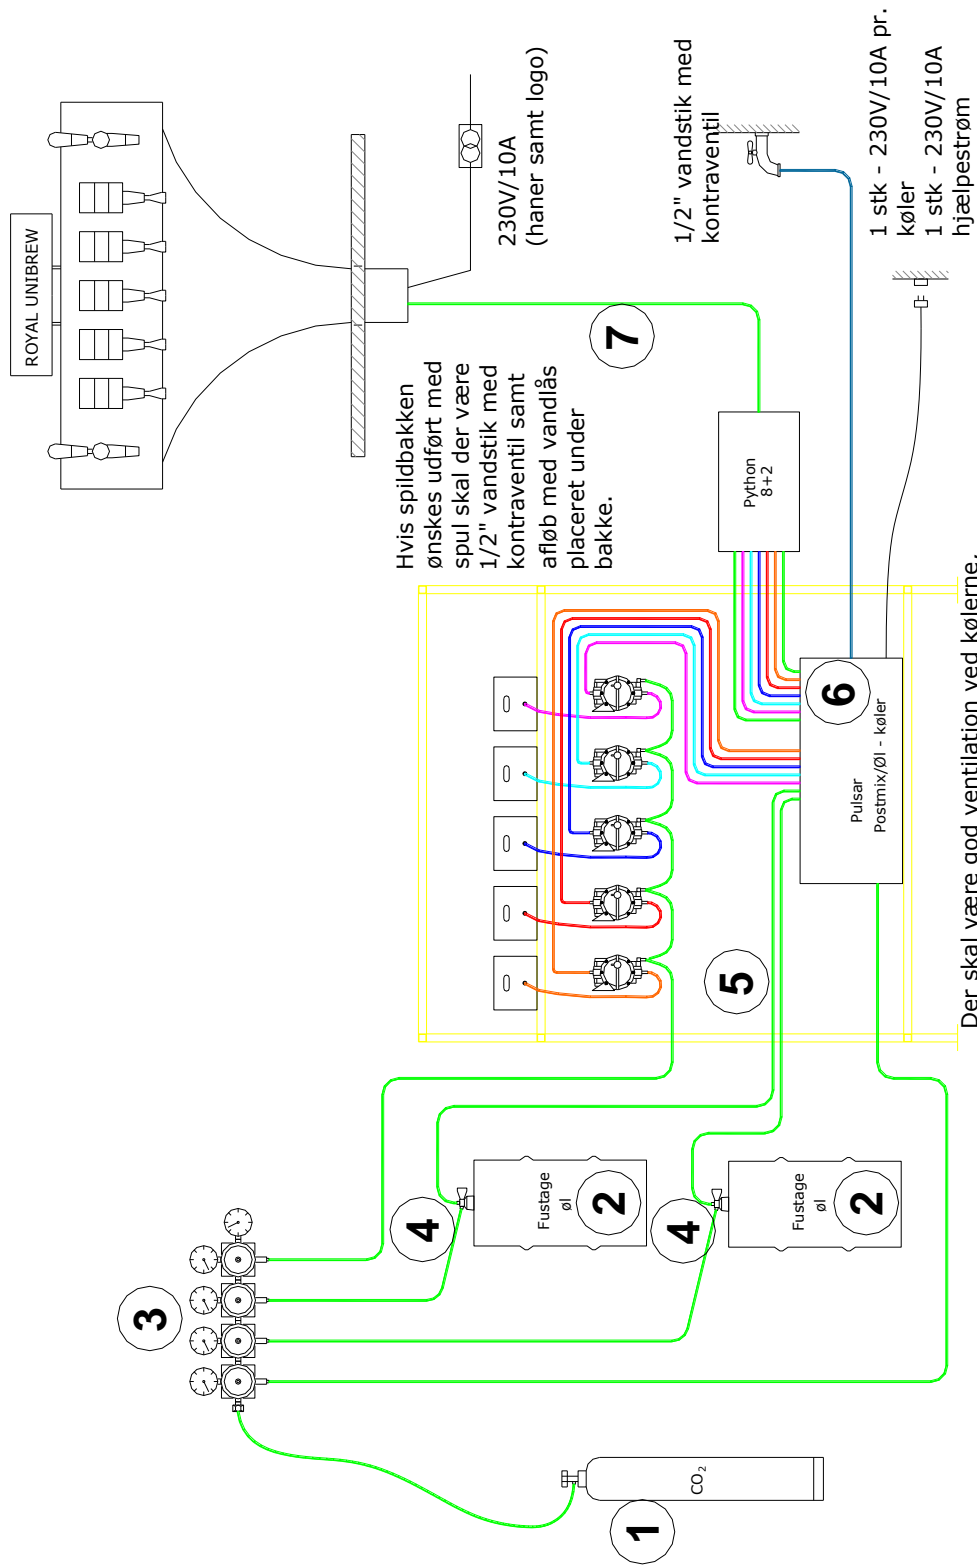 ROYAL UNIBREW
230V/10A
(haner samt logo)
1/2" vandstik med
kontraventil
1 stk - 230V/10A pr.
køler
1 stk - 230V/10A
hjælpestrøm
Hvis spildbakken
ønskes udført med
spul skal der være
1/2" vandstik med
kontraventil samt
afløb med vandlås
placeret under
bakke.
7
Python
8+2
6
Pulsar
Postmix/Øl - køler
5
Der skal være god ventilation ved kølerne.
3
4
Fustage
øl
2
4
Fustage
øl
2
CO₂
1